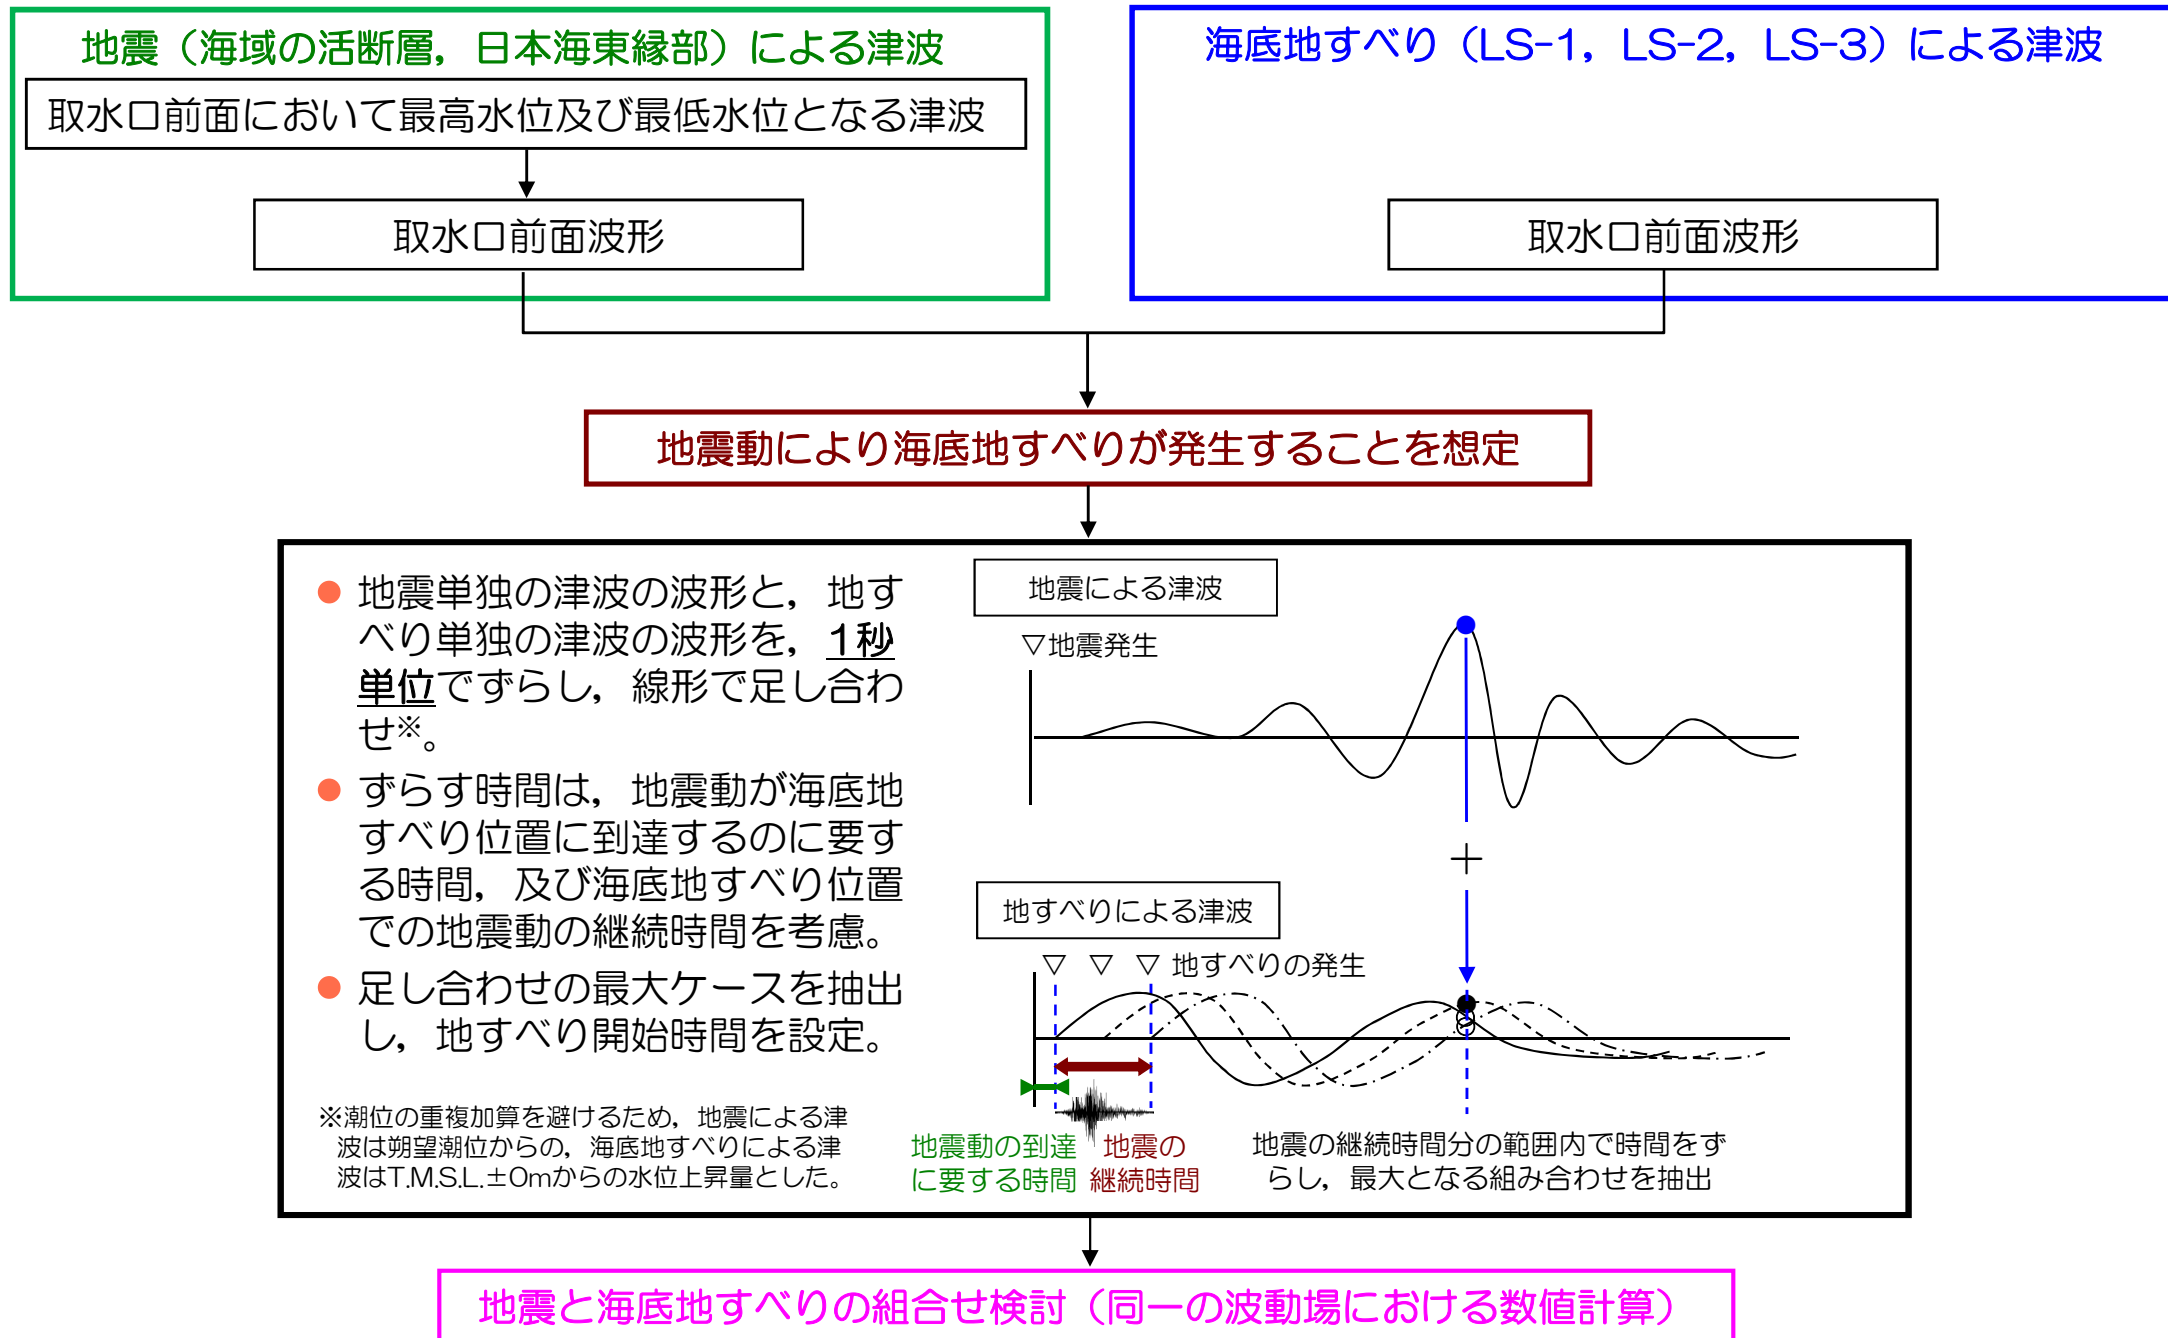 地震（海域の活断層，日本海東縁部）による津波
取水口前面において最高水位及び最低水位となる津波
取水口前面波形
海底地すべり（LS-1，LS-2，LS-3）による津波
取水口前面波形
地震動により海底地すべりが発生することを想定
● 地震単独の津波の波形と，地す
べり単独の津波の波形を，1秒
単位でずらし，線形で足し合わ
せ※。
● ずらす時間は，地震動が海底地
すべり位置に到達するのに要す
る時間，及び海底地すべり位置
での地震動の継続時間を考慮。
● 足し合わせの最大ケースを抽出
し，地すべり開始時間を設定。
※潮位の重複加算を避けるため，地震による津
波は朔望潮位からの，海底地すべりによる津
波はT.M.S.L.±0mからの水位上昇量とした。
地震による津波
▽地震発生
＋
地すべりによる津波
▽ ▽ ▽ 地すべりの発生
地震動の到達
に要する時間
地震の
継続時間
地震の継続時間分の範囲内で時間をず
らし，最大となる組み合わせを抽出
地震と海底地すべりの組合せ検討（同一の波動場における数値計算）